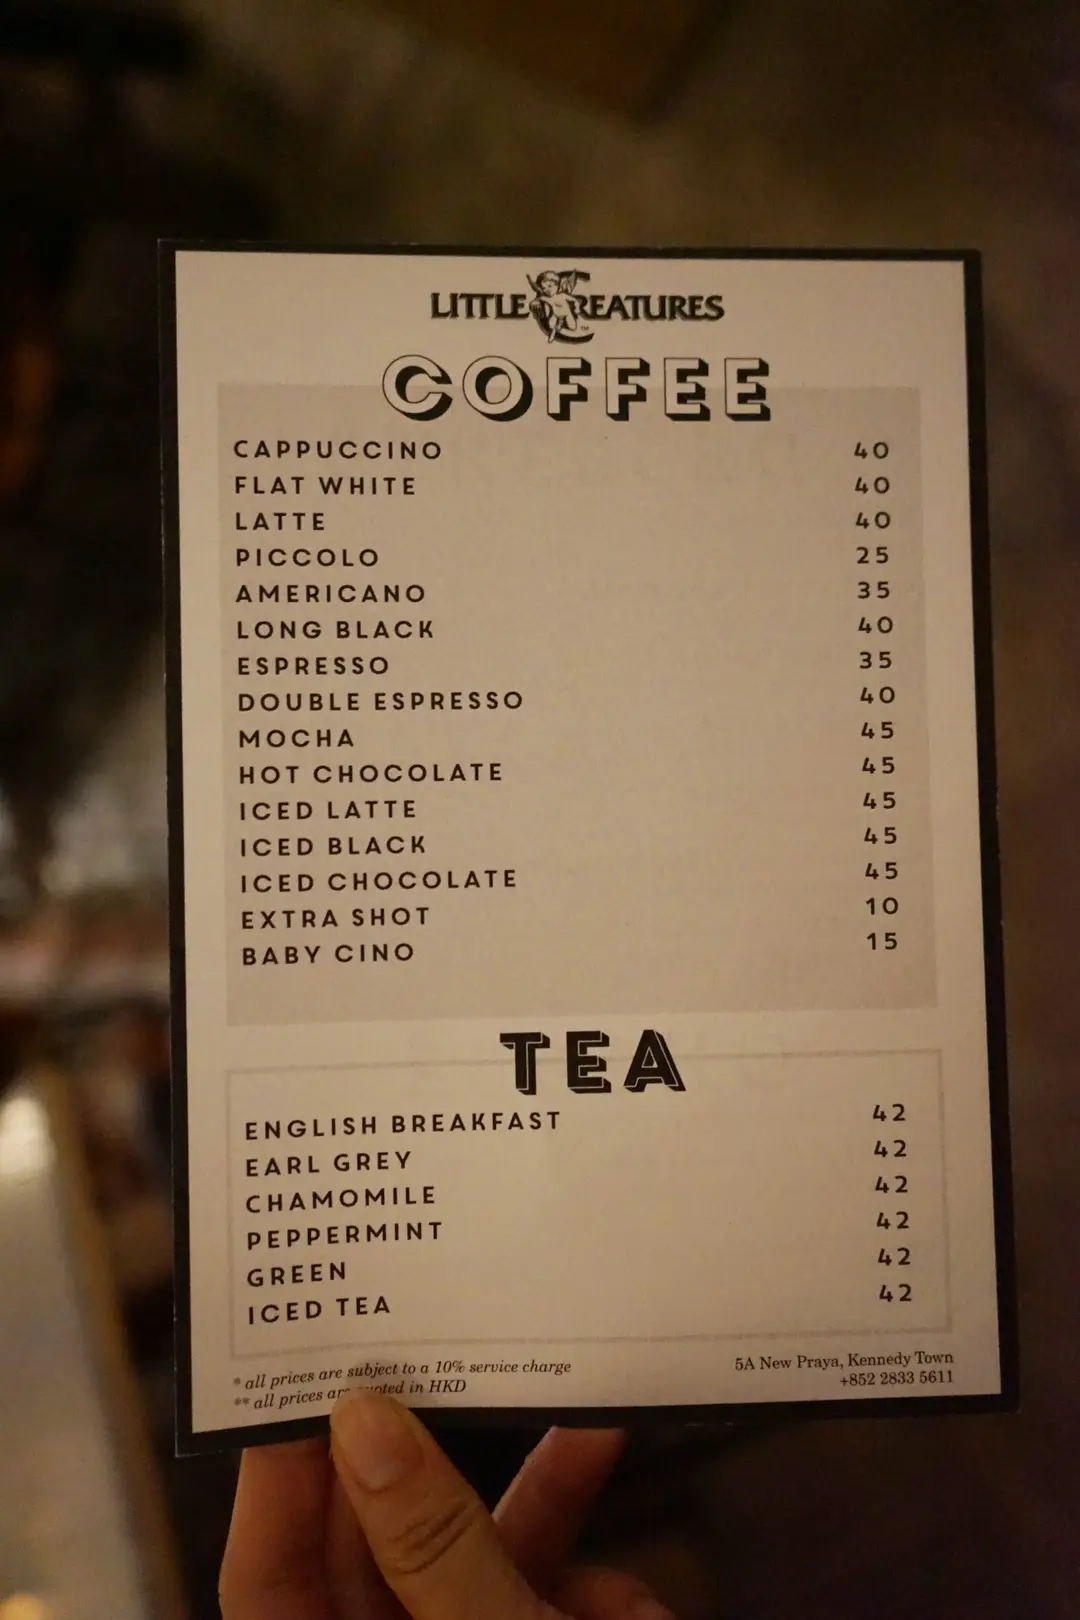 LITTLE CREATURES
™
COFFEE
CAPPUCCINO 40
FLAT WHITE 40
LATTE 40
PICCOLO 25
AMERICANO 35
LONG BLACK 40
ESPRESSO 35
DOUBLE ESPRESSO 40
MOCHA 45
HOT CHOCOLATE 45
ICED LATTE 45
ICED BLACK 45
ICED CHOCOLATE 45
EXTRA SHOT 10
BABY CINO 15
TEA
ENGLISH BREAKFAST 42
EARL GREY 42
CHAMOMILE 42
PEPPERMINT 42
GREEN 42
ICED TEA 42
* all prices are subject to a 10% service charge
** all prices are in HKD
5A New Praya, Kennedy Town
+852 2833 5611